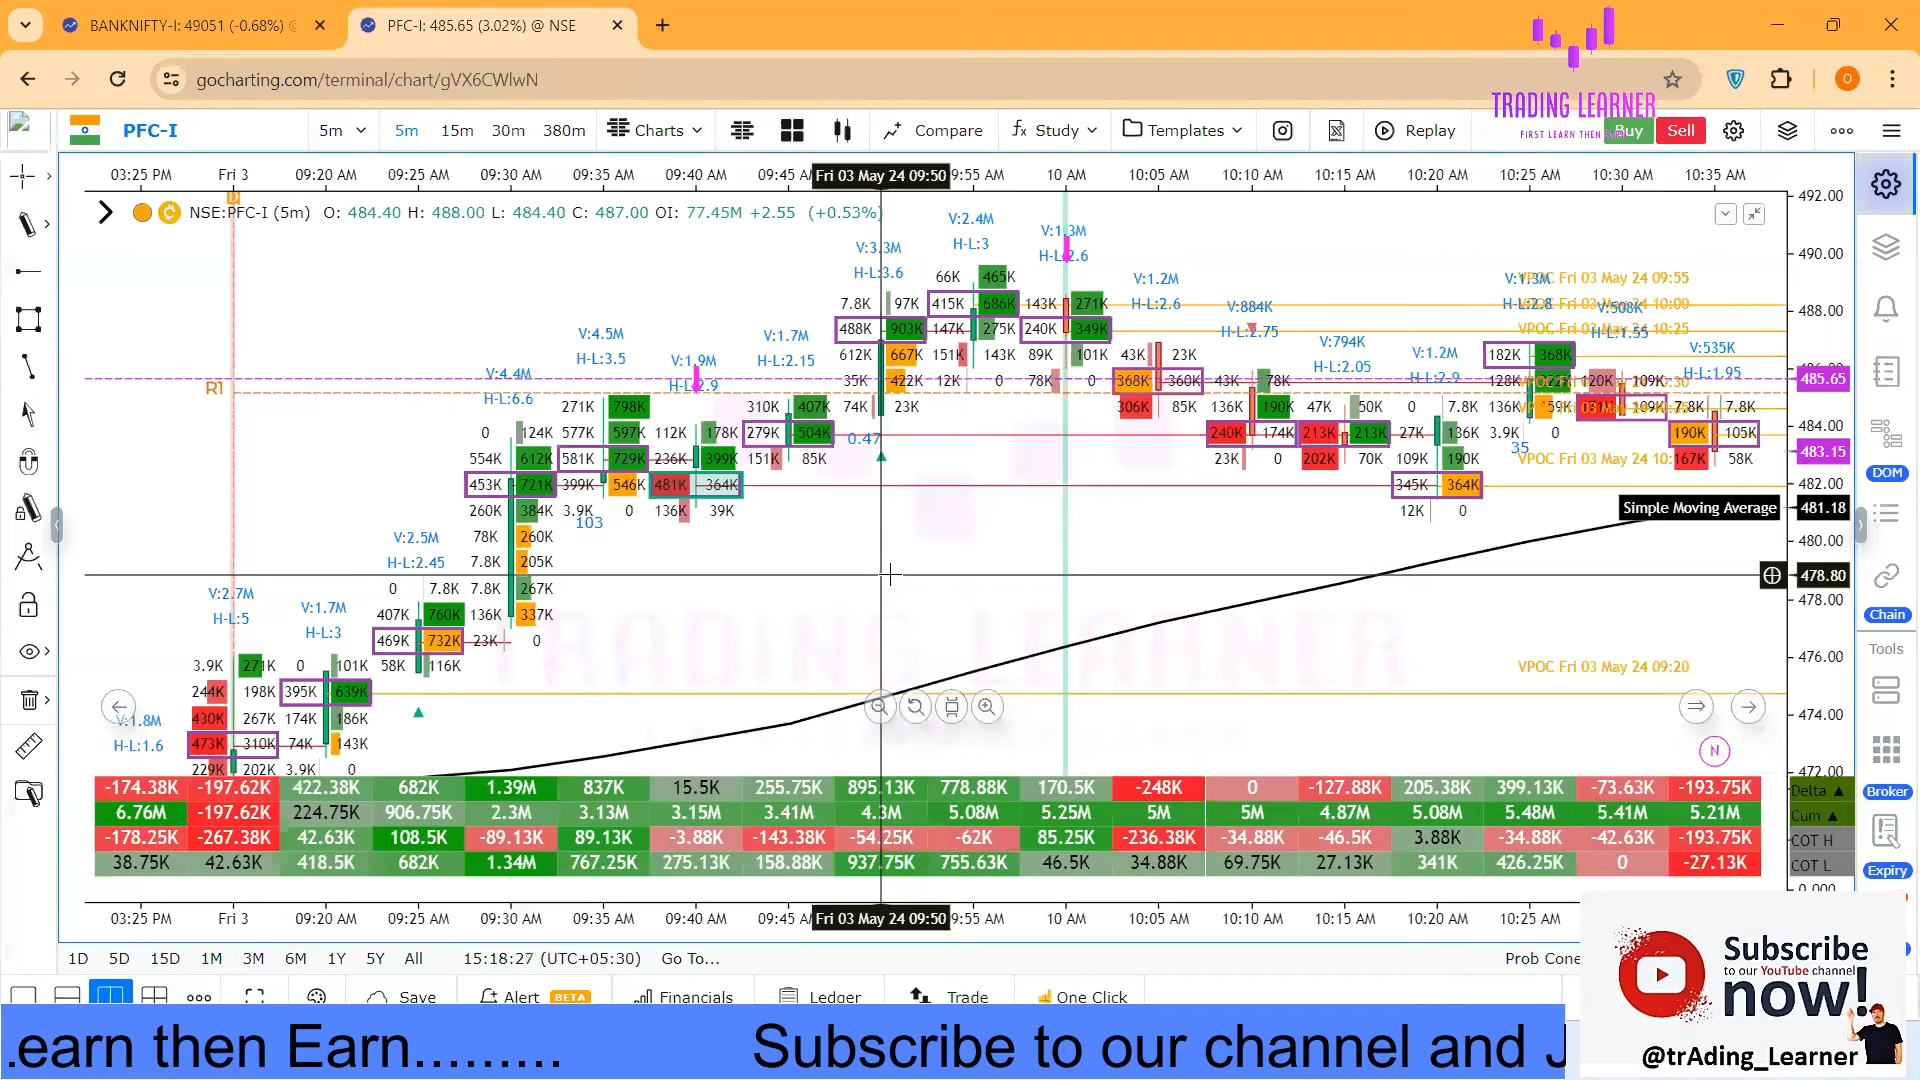 BANKNIFTY-I: 49051 (-0.68%)
PFC-I: 485.65 (3.02%) @ NSE
gocharting.com/terminal/chart/gVX6CWlwN
O
TRADING LEARNER
PFC-I 5m 5m 15m 30m 380m Charts Compare Study Templates Replay Buy Sell
03:25 PM Fri 3 09:20 AM 09:25 AM 09:30 AM 09:35 AM 09:40 AM 09:45 Fri 03 May 24 09:50 9:55 AM 10 AM 10:05 AM 10:10 AM 10:15 AM 10:20 AM 10:25 AM 10:30 AM 10:35 AM
492.00
D
NSE:PFC-I (5m) O: 484.40 H: 488.00 L: 484.40 C: 487.00 OI: 77.45M +2.55 (+0.53%)
V:2.4M V:1.3M
V:3.3M H-L:3 H-L:2.6 490.00
H-L:3.6 66K 465K V:1.2M V:1.3M VPOC Fri 03 May 24 09:55
7.8K 97K 415K 686K 143K 271K H-L:2.6 V:884K H-L:2.8 V:508K VPOC Fri 03 May 24 10:00 488.00
V:4.5M V:1.7M 488K 903K 147K 275K 240K 349K H-L:2.75 H-L:1.55 VPOC Fri 03 May 24 10:25
H-L:3.5 V:1.9M H-L:2.15 612K 667K 151K 143K 89K 101K 43K 23K V:794K V:1.2M 182K 368K V:535K
V:4.4M H-L:2.9 35K 422K 12K 0 78K 0 368K 360K 43K 78K H-L:2.05 H-L:2.9 128K 120K 109K H-L:1.95 485.65
R1 H-L:6.6 271K 798K 310K 407K 74K 23K 306K 85K 136K 190K 47K 50K 0 7.8K 136K 159K 109K 7.8K 7.8K
0 124K 577K 597K 112K 178K 279K 504K 0.47 240K 174K 213K 213K 27K 136K 3.9K 0 190K 105K 484.00
554K 612K 581K 729K 236K 399K 151K 85K 23K 0 202K 70K 109K 190K 35 VPOC Fri 03 May 24 167K 58K 483.15
453K 721K 399K 546K 481K 364K 345K 364K 482.00
260K 384K 3.9K 0 136K 39K 12K 0 Simple Moving Average 481.18
103
V:2.5M 78K 260K 480.00
H-L:2.45 7.8K 205K
0 7.8K 7.8K 267K 478.80
V:2.7M V:1.7M 407K 760K 136K 337K 478.00
H-L:5 H-L:3 469K 732K 23K 0
3.9K 271K 0 101K 58K 116K VPOC Fri 03 May 24 09:20 476.00
244K 198K 395K 639K
V:1.8M 430K 267K 174K 186K 474.00
H-L:1.6 473K 310K 74K 143K N
229K 202K 3.9K 0 472.00
TRADING LEARNER
-174.38K -197.62K 422.38K 682K 1.39M 837K 15.5K 255.75K 895.13K 778.88K 170.5K -248K 0 -127.88K 205.38K 399.13K -73.63K -193.75K Delta
6.76M -197.62K 224.75K 906.75K 2.3M 3.13M 3.15M 3.41M 4.3M 5.08M 5.25M 5M 5M 4.87M 5.08M 5.48M 5.41M 5.21M Cum
-178.25K -267.38K 42.63K 108.5K -89.13K 89.13K -3.88K -143.38K -54.25K -62K 85.25K -236.38K -34.88K -46.5K 3.88K -34.88K -42.63K -193.75K COT H
38.75K 42.63K 418.5K 682K 1.34M 767.25K 275.13K 158.88K 937.75K 755.63K 46.5K 34.88K 69.75K 27.13K 341K 426.25K 0 -27.13K COT L
0.000
03:25 PM Fri 3 09:20 AM 09:25 AM 09:30 AM 09:35 AM 09:40 AM 09:45 Fri 03 May 24 09:50 9:55 AM 10 AM 10:05 AM 10:10 AM 10:15 AM 10:20 AM 10:25 AM
DOM
Chain
Tools
Broker
Expiry
1D 5D 15D 1M 3M 6M 1Y 5Y All 15:18:27 (UTC+05:30) Go To... Prob Cone
Save Alert BETA Financials Ledger Trade One Click
Subscribe
to our YouTube channel
now!
@trAding_Learner
.earn then Earn......... Subscribe to our channel and J